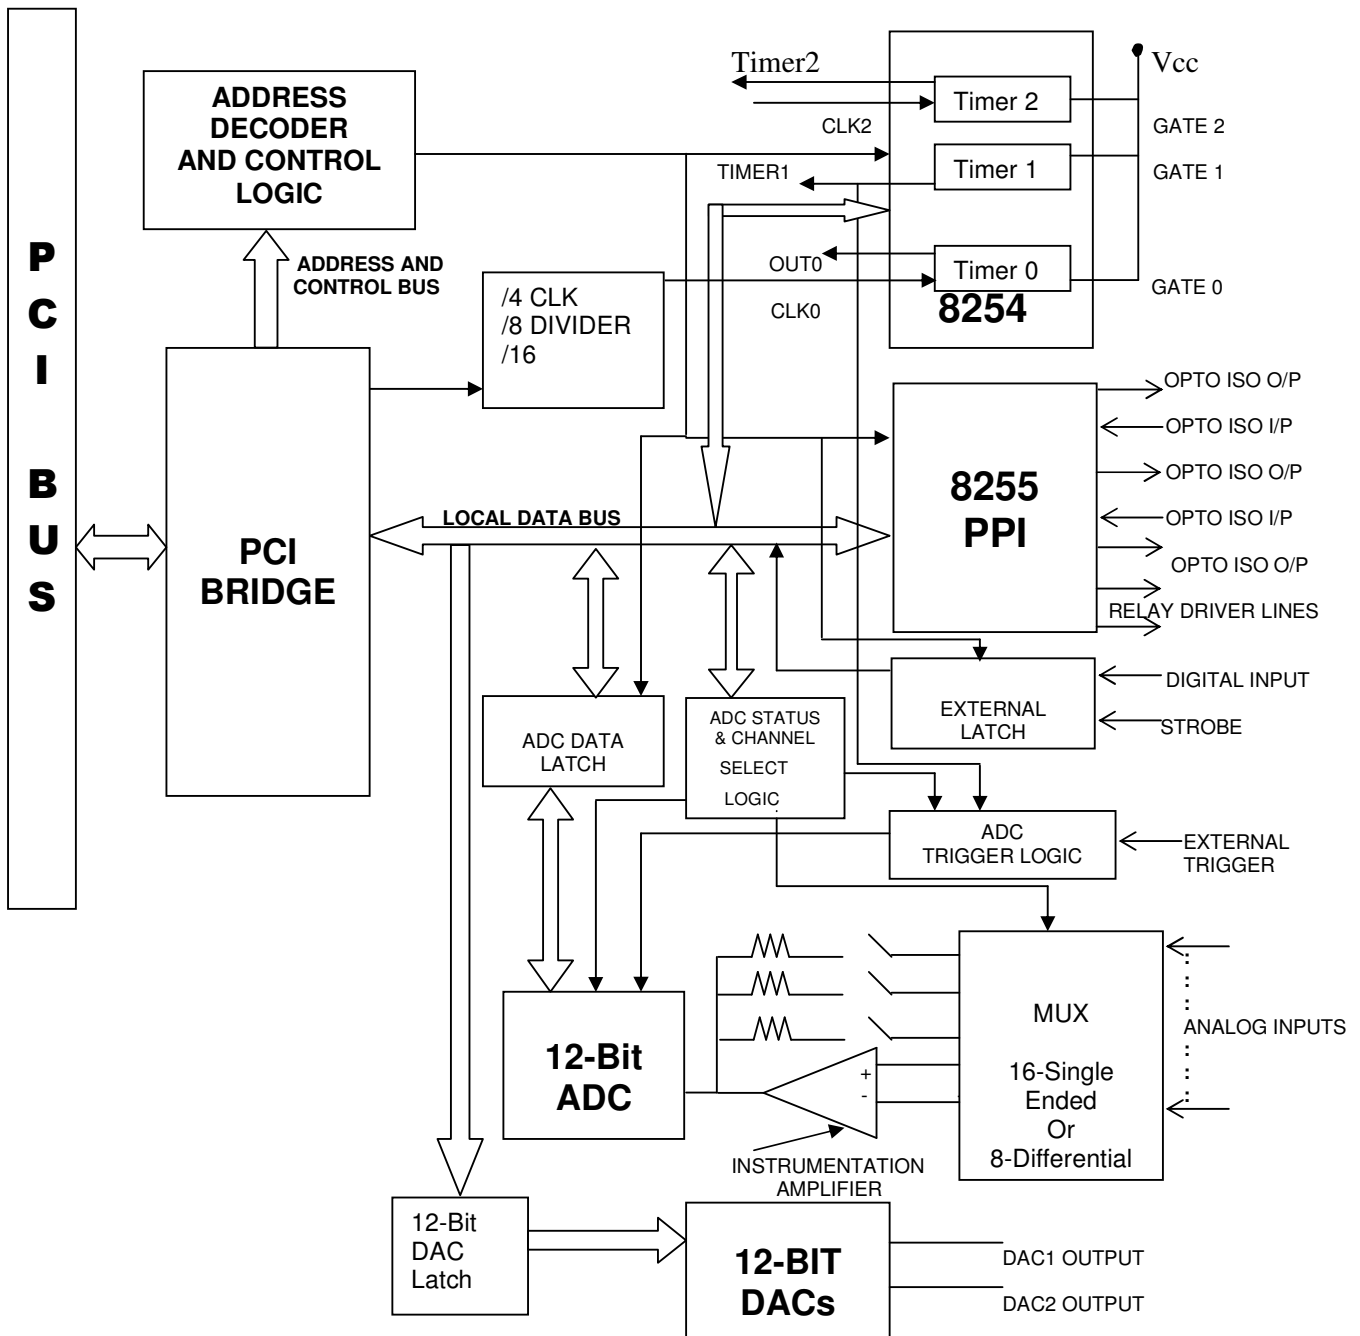 P
C
I
B
U
S
ADDRESS
DECODER
AND CONTROL
LOGIC
ADDRESS AND
CONTROL BUS
PCI
BRIDGE
/4 CLK
/8 DIVIDER
/16
Timer2
CLK2
TIMER1
OUT0
CLK0
Timer 2
Timer 1
Timer 0
8254
Vcc
GATE 2
GATE 1
GATE 0
LOCAL DATA BUS
8255
PPI
OPTO ISO O/P
OPTO ISO I/P
OPTO ISO O/P
OPTO ISO I/P
OPTO ISO O/P
RELAY DRIVER LINES
EXTERNAL
LATCH
DIGITAL INPUT
STROBE
ADC DATA
LATCH
ADC STATUS
& CHANNEL
SELECT
LOGIC
ADC
TRIGGER LOGIC
EXTERNAL
TRIGGER
12-Bit
ADC
+
-
INSTRUMENTATION
AMPLIFIER
MUX
16-Single
Ended
Or
8-Differential
ANALOG INPUTS
12-Bit
DAC
Latch
12-BIT
DACs
DAC1 OUTPUT
DAC2 OUTPUT